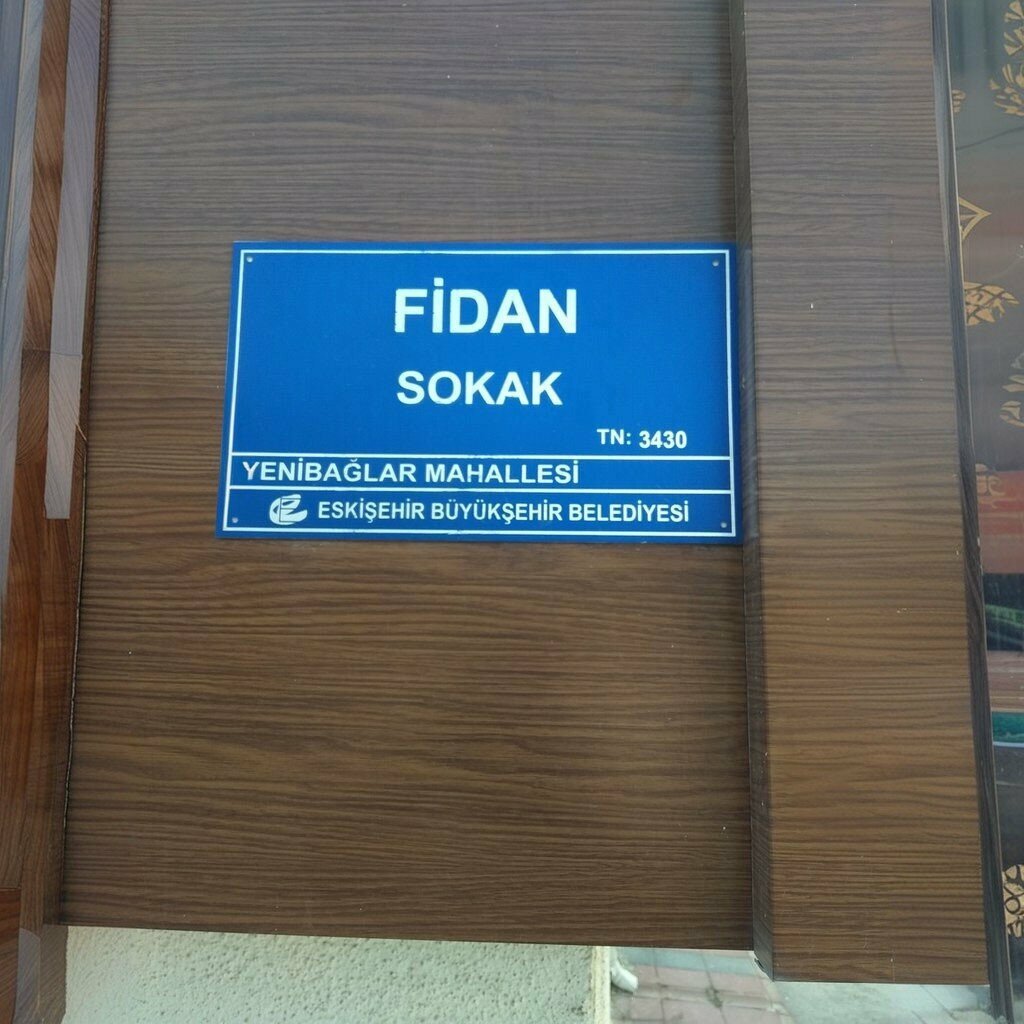 FİDAN
SOKAK
TN: 3430
YENİBAĞLAR MAHALLESİ
ESKİŞEHİR BÜYÜKŞEHİR BELEDİYESİ